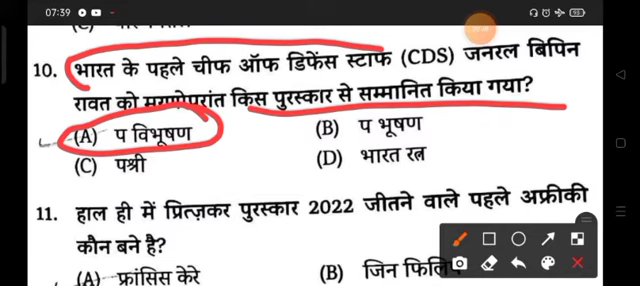 07:39
93
10. भारत के पहले चीफ ऑफ डिफेंस स्टाफ (CDS) जनरल बिपिन
रावत को मरणोपरांत किस पुरस्कार से सम्मानित किया गया?
(A) प विभूषण (B) प भूषण
(C) पश्री (D) भारत रत्न
11. हाल ही में प्रित्ज़कर पुरस्कार 2022 जीतने वाले पहले अफ्रीकी
कौन बने है?
(A) फ्रांसिस केरे (B) जिन फिलिप